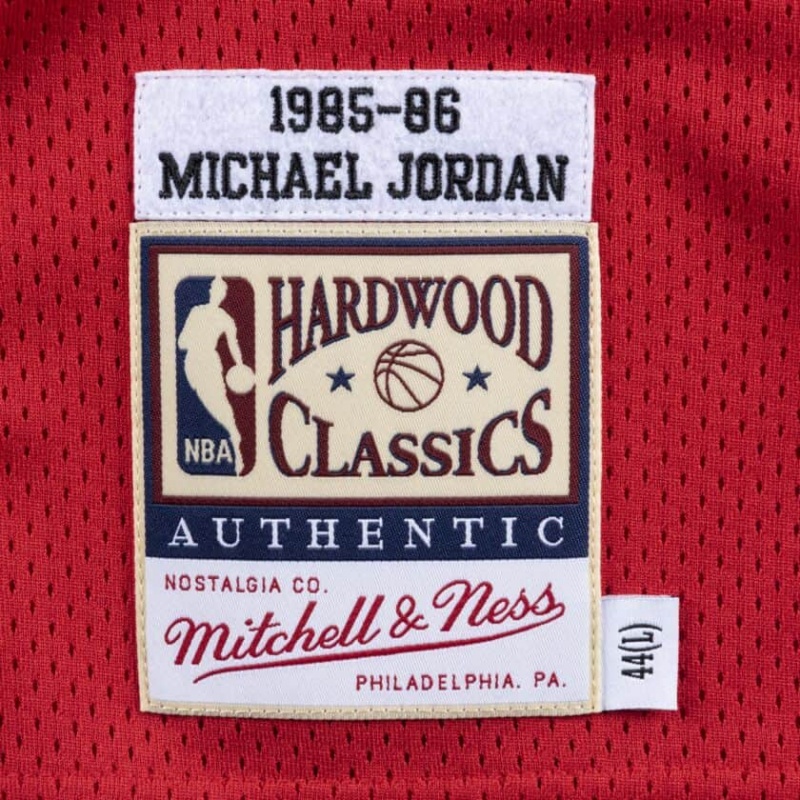 1985-86
MICHAEL JORDAN
HARDWOOD
CLASSICS
NBA
AUTHENTIC
NOSTALGIA CO.
Mitchell & Ness
PHILADELPHIA. PA.
44(L)